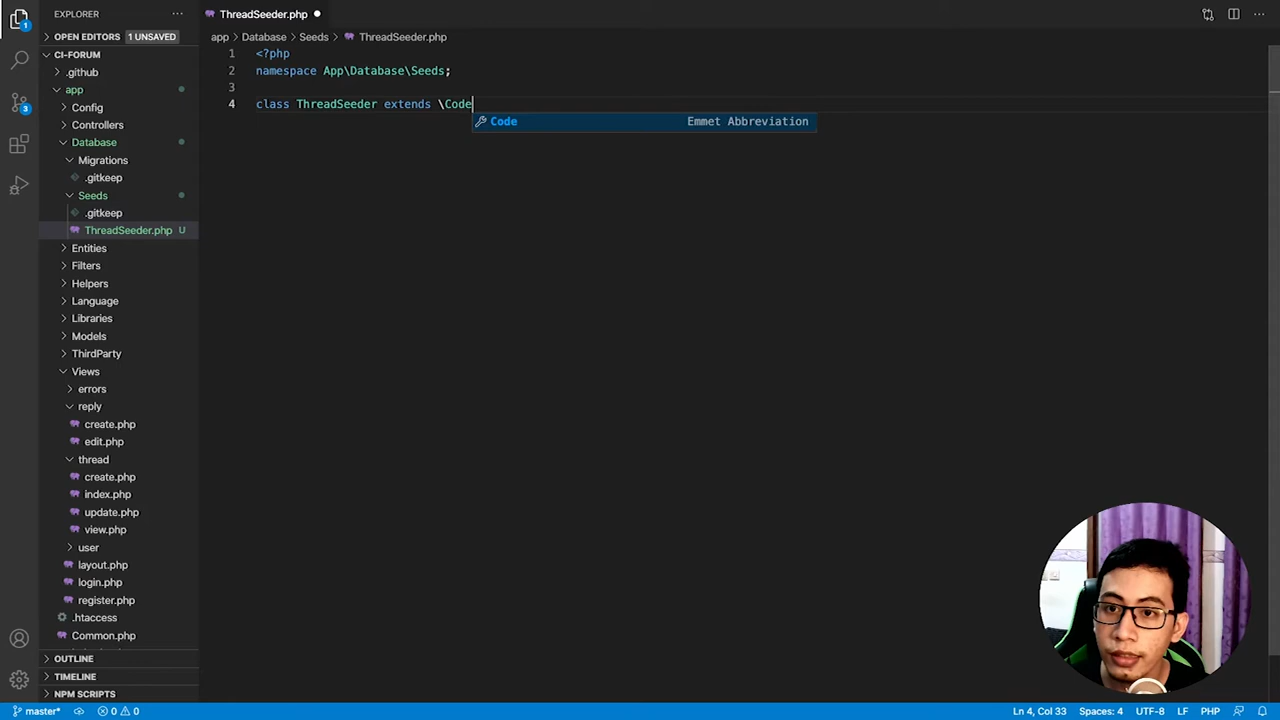 EXPLORER
ThreadSeeder.php
OPEN EDITORS 1 UNSAVED
app > Database > Seeds > ThreadSeeder.php
CI-FORUM
.github
app
Config
Controllers
Database
Migrations
.gitkeep
Seeds
.gitkeep
ThreadSeeder.php U
Entities
Filters
Helpers
Language
Libraries
Models
ThirdParty
Views
errors
reply
create.php
edit.php
thread
create.php
index.php
update.php
view.php
user
layout.php
login.php
register.php
.htaccess
Common.php
OUTLINE
TIMELINE
NPM SCRIPTS
1 <?php
2 namespace App\Database\Seeds;
3
4 class ThreadSeeder extends \Code
Code Emmet Abbreviation
1
3
master* 0 0 Ln 4, Col 33 Spaces: 4 UTF-8 LF PHP